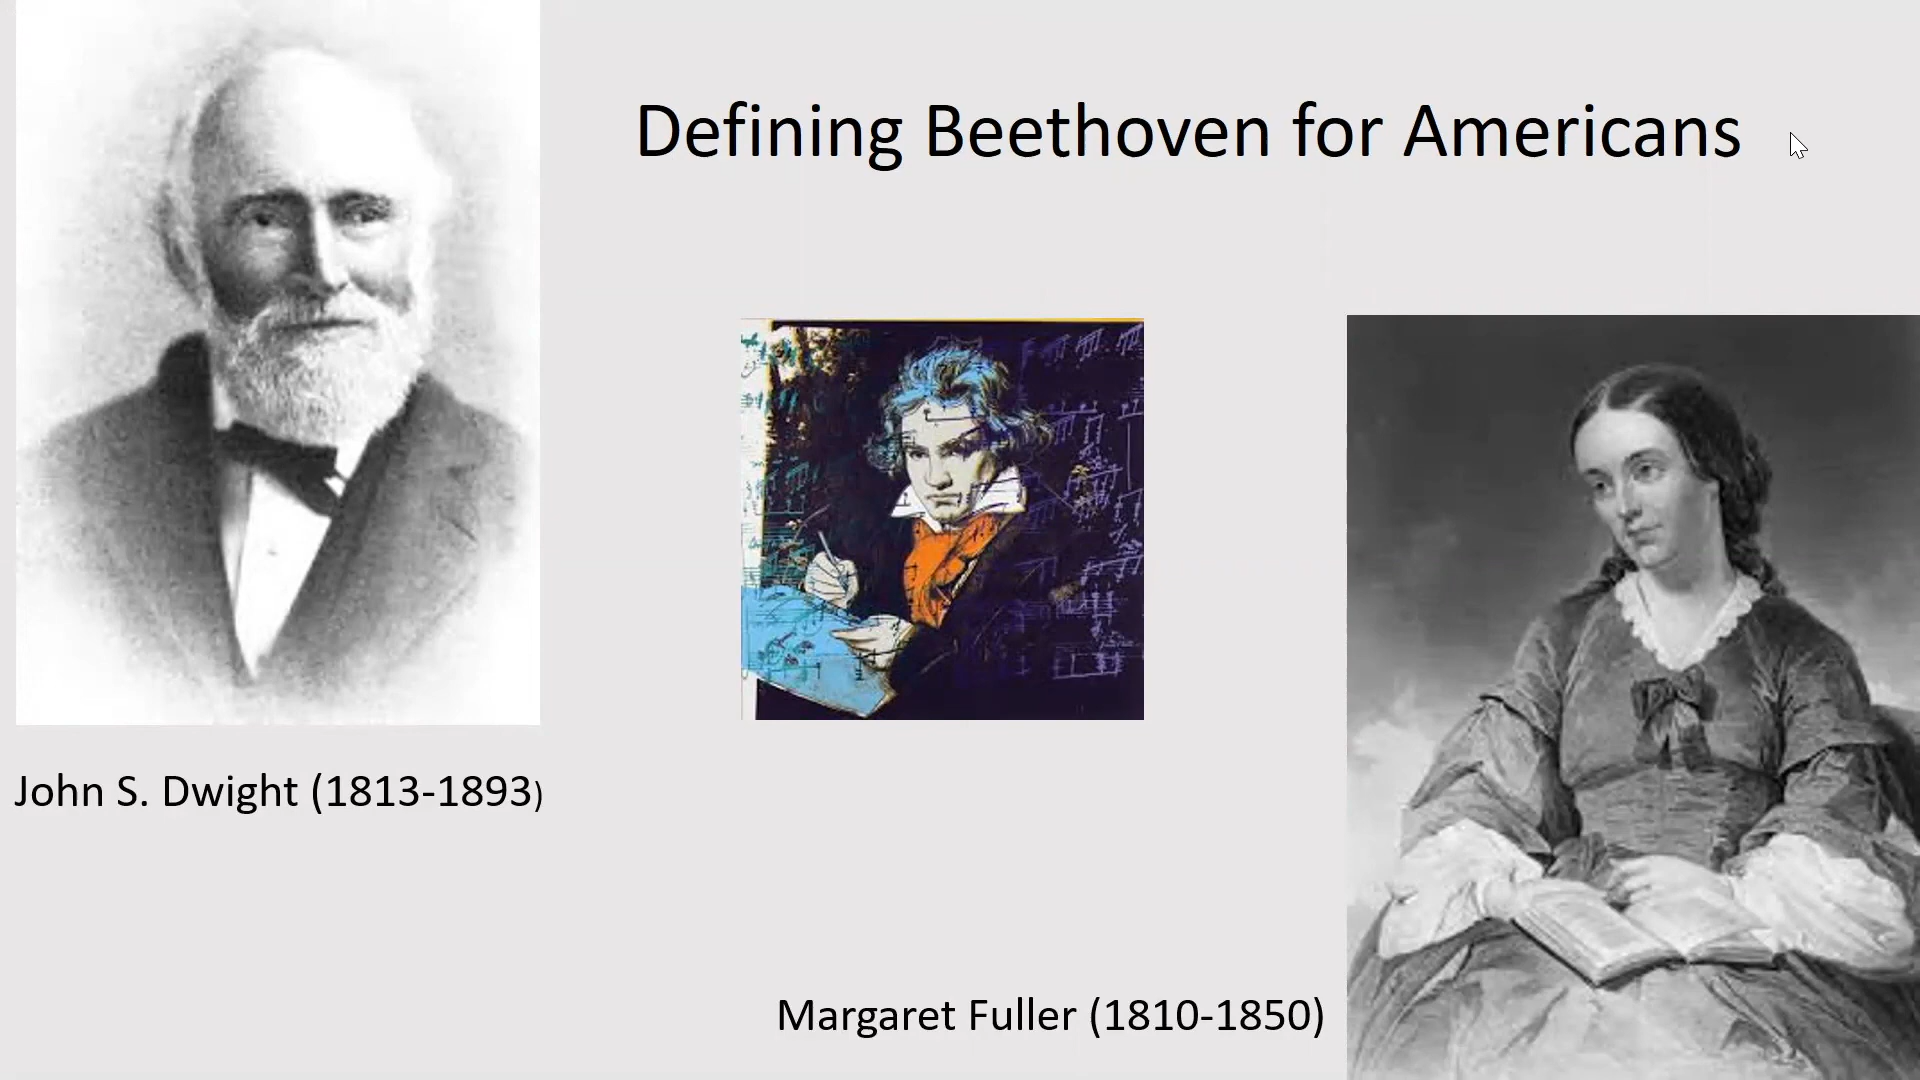 Defining Beethoven for Americans
John S. Dwight (1813-1893)
Margaret Fuller (1810-1850)